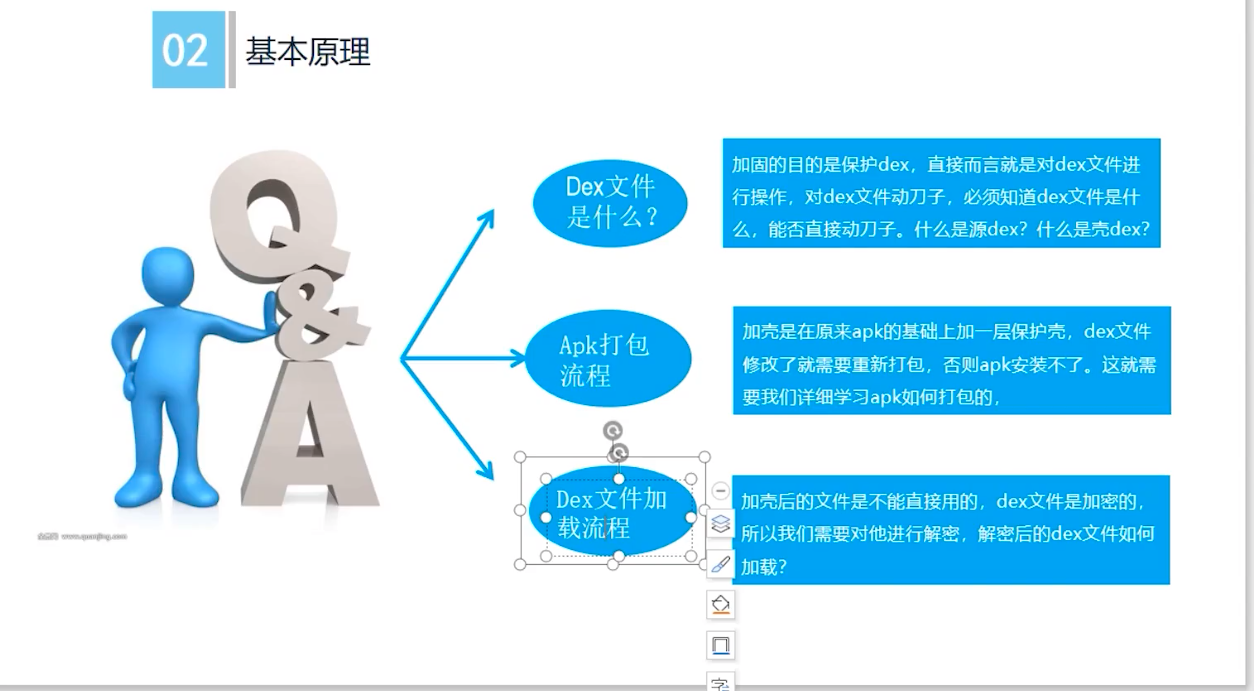 02
基本原理
Q
&
A
Dex文件
是什么？
加固的目的是保护dex，直接而言就是对dex文件进
行操作，对dex文件动刀子，必须知道dex文件是什
么，能否直接动刀子。什么是源dex？什么是壳dex?
Apk打包
流程
加壳是在原来apk的基础上加一层保护壳，dex文件
修改了就需要重新打包，否则apk安装不了。这就需
要我们详细学习apk如何打包的，
Dex文件加
载流程
加壳后的文件是不能直接用的，dex文件是加密的，
所以我们需要对他进行解密，解密后的dex文件如何
加载？
www.quanjing.com
字